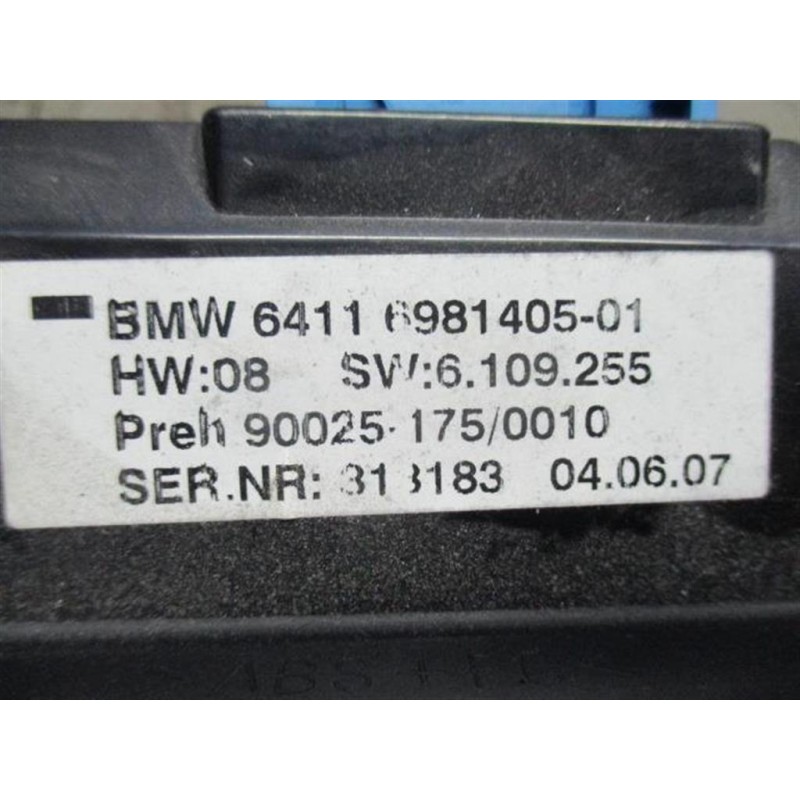 BMW 6411 6981405-01
HW:08 SW:6.109.255
Preh 90025-175/0010
SER.NR: 313183 04.06.07